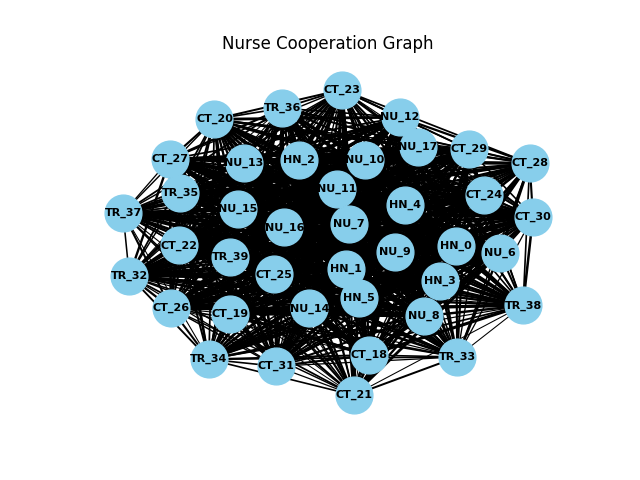 Nurse Cooperation Graph
CT_23
TR_36
NU_12
CT_20
NU_17
CT_29
CT_27
NU_13
HN_2
NU_10
CT_28
NU_11
TR_35
CT_24
NU_15
HN_4
TR_37
CT_30
NU_7
NU_16
CT_22
HN_0
NU_9
NU_6
TR_39
HN_1
CT_25
TR_32
HN_3
HN_5
TR_38
CT_26
NU_14
CT_19
NU_8
CT_18
TR_33
TR_34
CT_31
CT_21